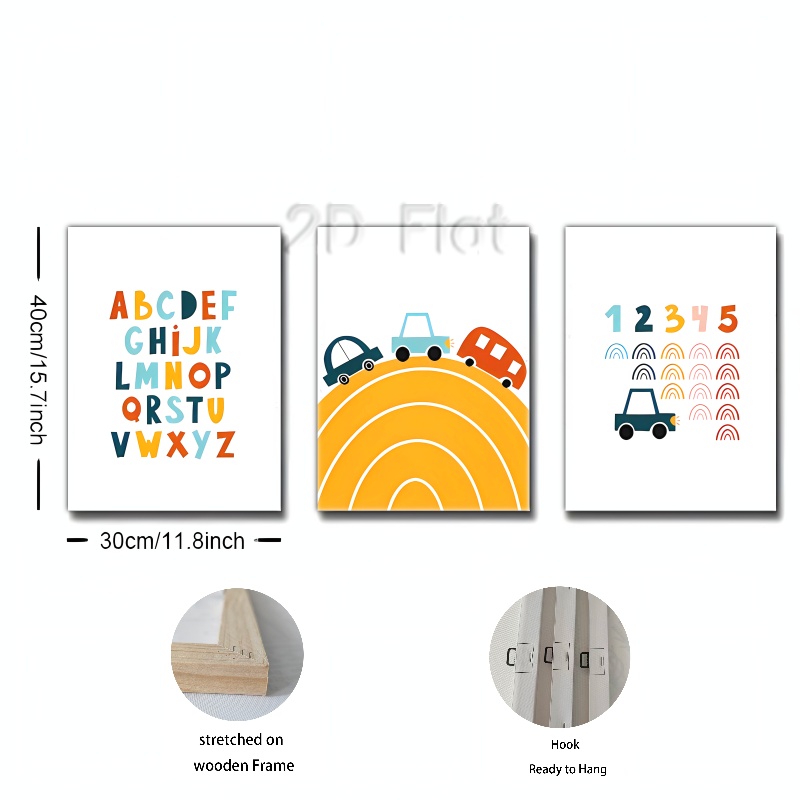 2D Flat
40cm/15.7inch
ABCDEF
GHiJK
LMNOP
QRSTU
VWXYZ
1 2 3 4 5
30cm/11.8inch
stretched on
wooden Frame
Hook
Ready to Hang